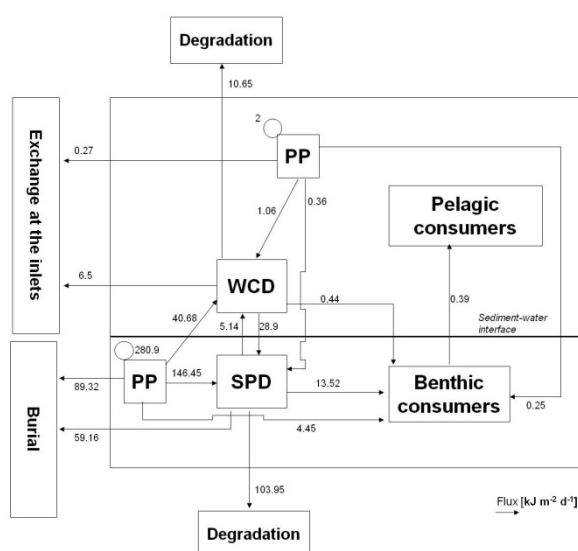 Degradation
10.65
2
PP
0.27
Exchange at the inlets
1.06
0.36
Pelagic
consumers
WCD
6.5
0.44
0.39
40.68
5.14
28.9
Sediment-water
interface
280.9
PP
146.45
SPD
13.52
Benthic
consumers
89.32
0.25
Burial
59.16
4.45
103.95
Flux [kJ m-2 d-1]
Degradation